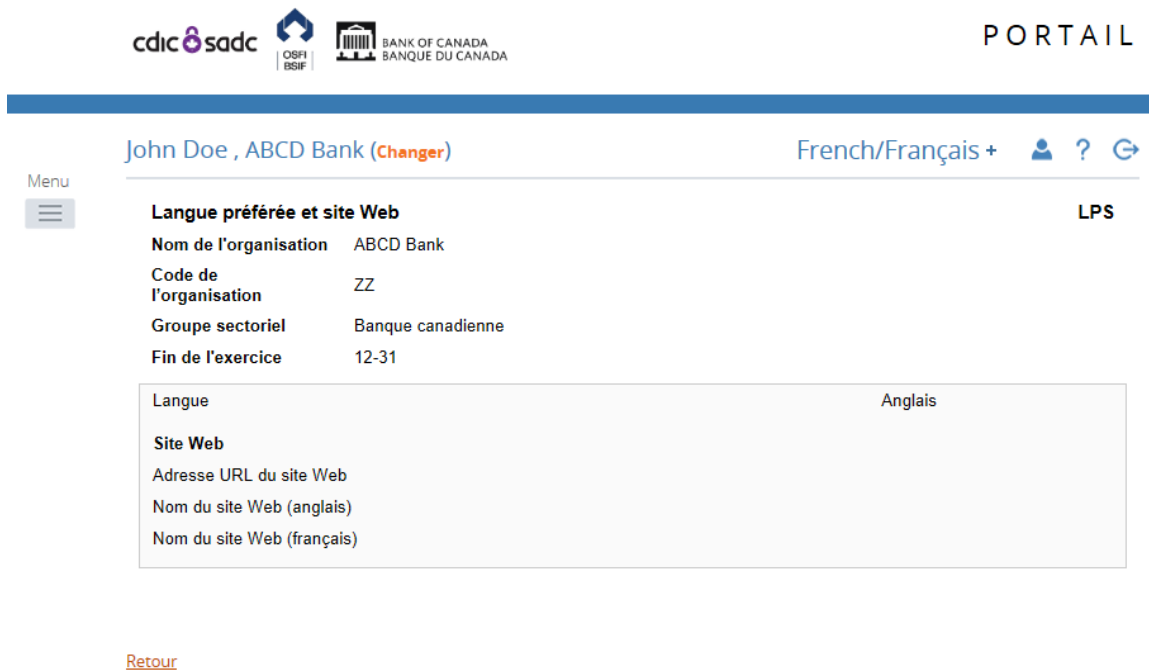 cdic sadc
OSFI
BSIF
BANK OF CANADA
BANQUE DU CANADA
PORTAIL
John Doe , ABCD Bank (Changer)
French/Français +
?
Menu
Langue préférée et site Web
LPS
Nom de l'organisation ABCD Bank
Code de
l’organisation ZZ
Groupe sectoriel Banque canadienne
Fin de l'exercice 12-31
Langue Anglais
Site Web
Adresse URL du site Web
Nom du site Web (anglais)
Nom du site Web (français)
Retour